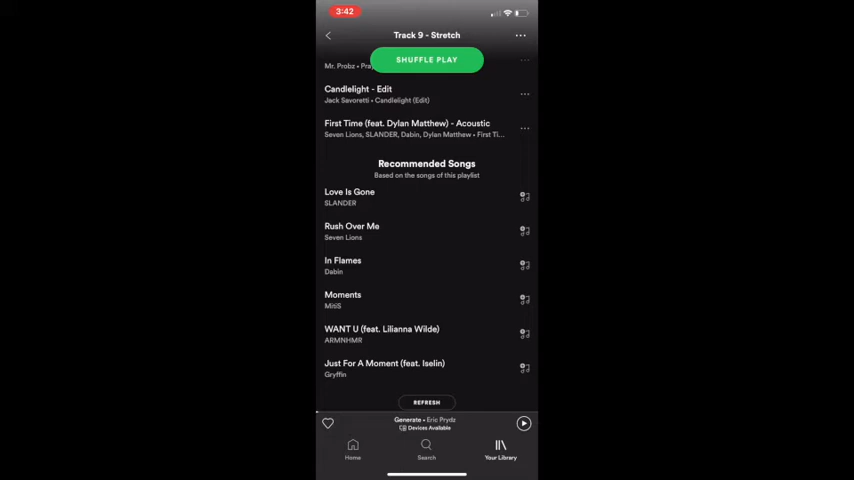 3:42
Track 9 - Stretch
SHUFFLE PLAY
Mr. Probz •
Candlelight - Edit
Jack Savoretti • Candlelight (Edit)
First Time (feat. Dylan Matthew) - Acoustic
Seven Lions, SLANDER, Dabin, Dylan Matthew • First Ti...
Recommended Songs
Based on the songs of this playlist
Love Is Gone
SLANDER
Rush Over Me
Seven Lions
In Flames
Dabin
Moments
MitiS
WANT U (feat. Lilianna Wilde)
ARMNHMR
Just For A Moment (feat. Iselin)
Gryffin
REFRESH
Generate • Eric Prydz
Devices Available
Home
Search
Your Library